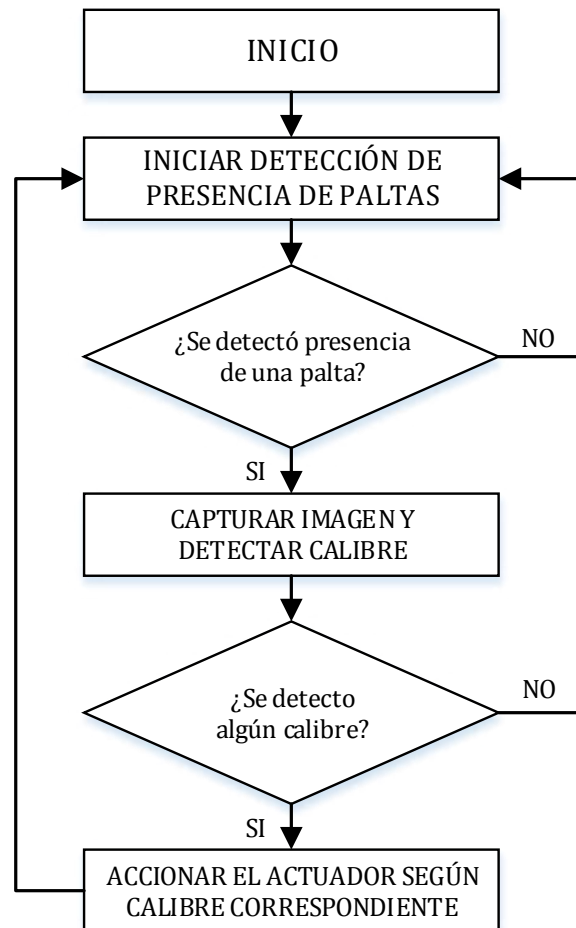 INICIO
INICIAR DETECCIÓN DE
PRESENCIA DE PALTAS
¿Se detectó presencia
de una palta?
NO
SI
CAPTURAR IMAGEN Y
DETECTAR CALIBRE
¿Se detecto
algún calibre?
NO
SI
ACCIONAR EL ACTUADOR SEGÚN
CALIBRE CORRESPONDIENTE